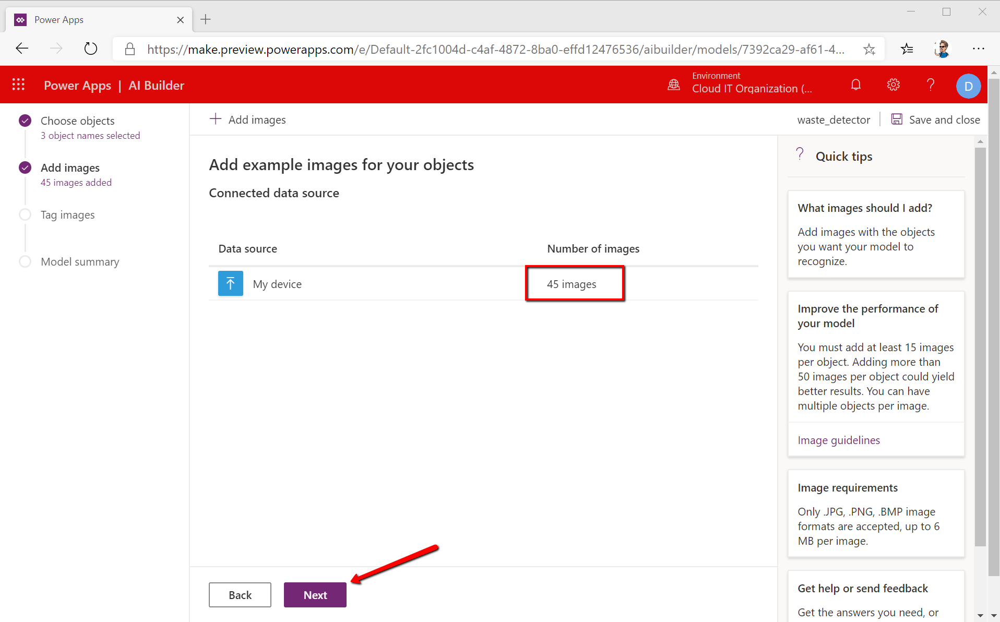 Power Apps
https://make.preview.powerapps.com/e/Default-2fc1004d-c4af-4872-8ba0-effd12476536/aibuilder/models/7392ca29-af61-4...
Power Apps | AI Builder
Environment
Cloud IT Organization (...
D
Choose objects
3 object names selected
Add images
45 images added
Tag images
Model summary
Add images
waste_detector
Save and close
Add example images for your objects
Connected data source
Data source
Number of images
My device
45 images
Back
Next
Quick tips
What images should I add?
Add images with the objects
you want your model to
recognize.
Improve the performance of
your model
You must add at least 15 images
per object. Adding more than
50 images per object could yield
better results. You can have
multiple objects per image.
Image guidelines
Image requirements
Only .JPG, .PNG, .BMP image
formats are accepted, up to 6
MB per image.
Get help or send feedback
Get the answers you need, or